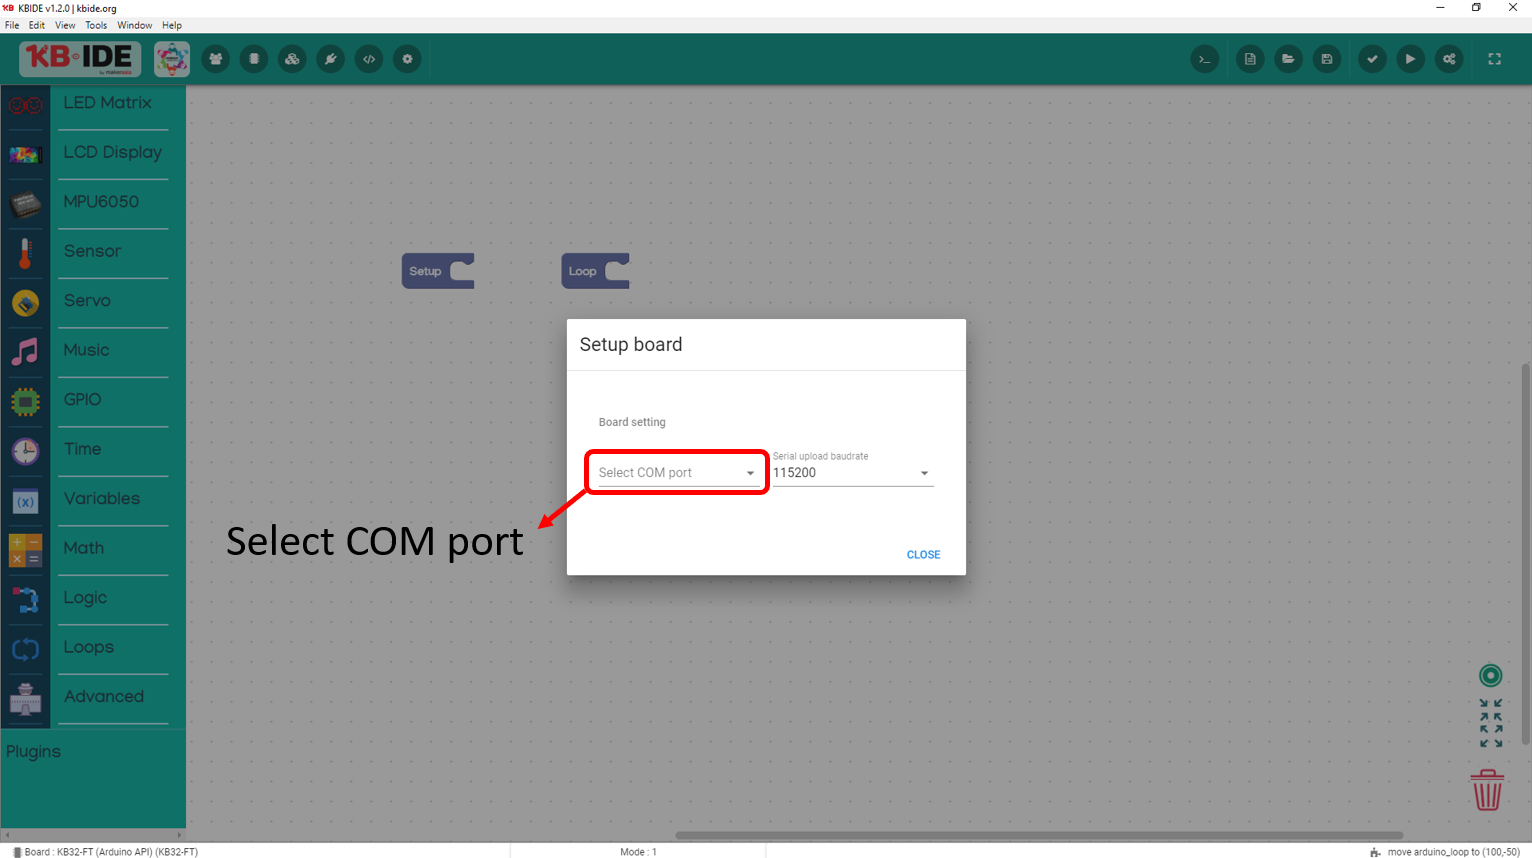 KBIDE v1.2.0 | kbide.org
File Edit View Tools Window Help
KB-IDE
by makerasia
LED Matrix
LCD Display
MPU6050
Sensor
Servo
Music
GPIO
Time
Variables
Math
Logic
Loops
Advanced
Plugins
Setup
Loop
Setup board
Board setting
Select COM port
Serial upload baudrate
115200
CLOSE
Select COM port
Board : KB32-FT (Arduino API) (KB32-FT)
Mode : 1
move arduino_loop to (100,-50)